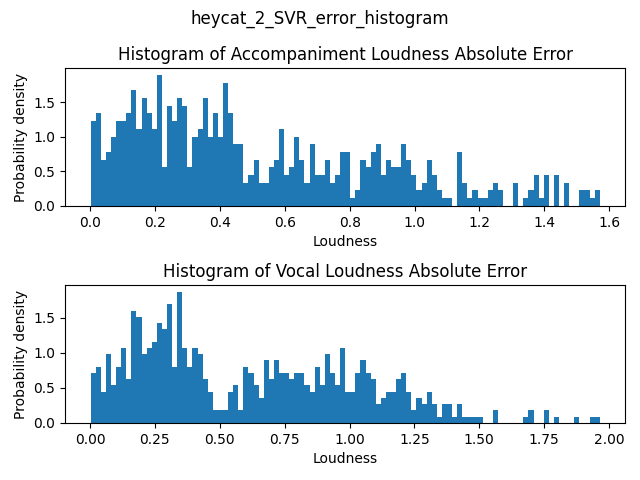 heycat_2_SVR_error_histogram
Histogram of Accompaniment Loudness Absolute Error
Probability density
1.5
1.0
0.5
0.0
0.0 0.2 0.4 0.6 0.8 1.0 1.2 1.4 1.6
Loudness
Histogram of Vocal Loudness Absolute Error
Probability density
1.5
1.0
0.5
0.0
0.00 0.25 0.50 0.75 1.00 1.25 1.50 1.75 2.00
Loudness